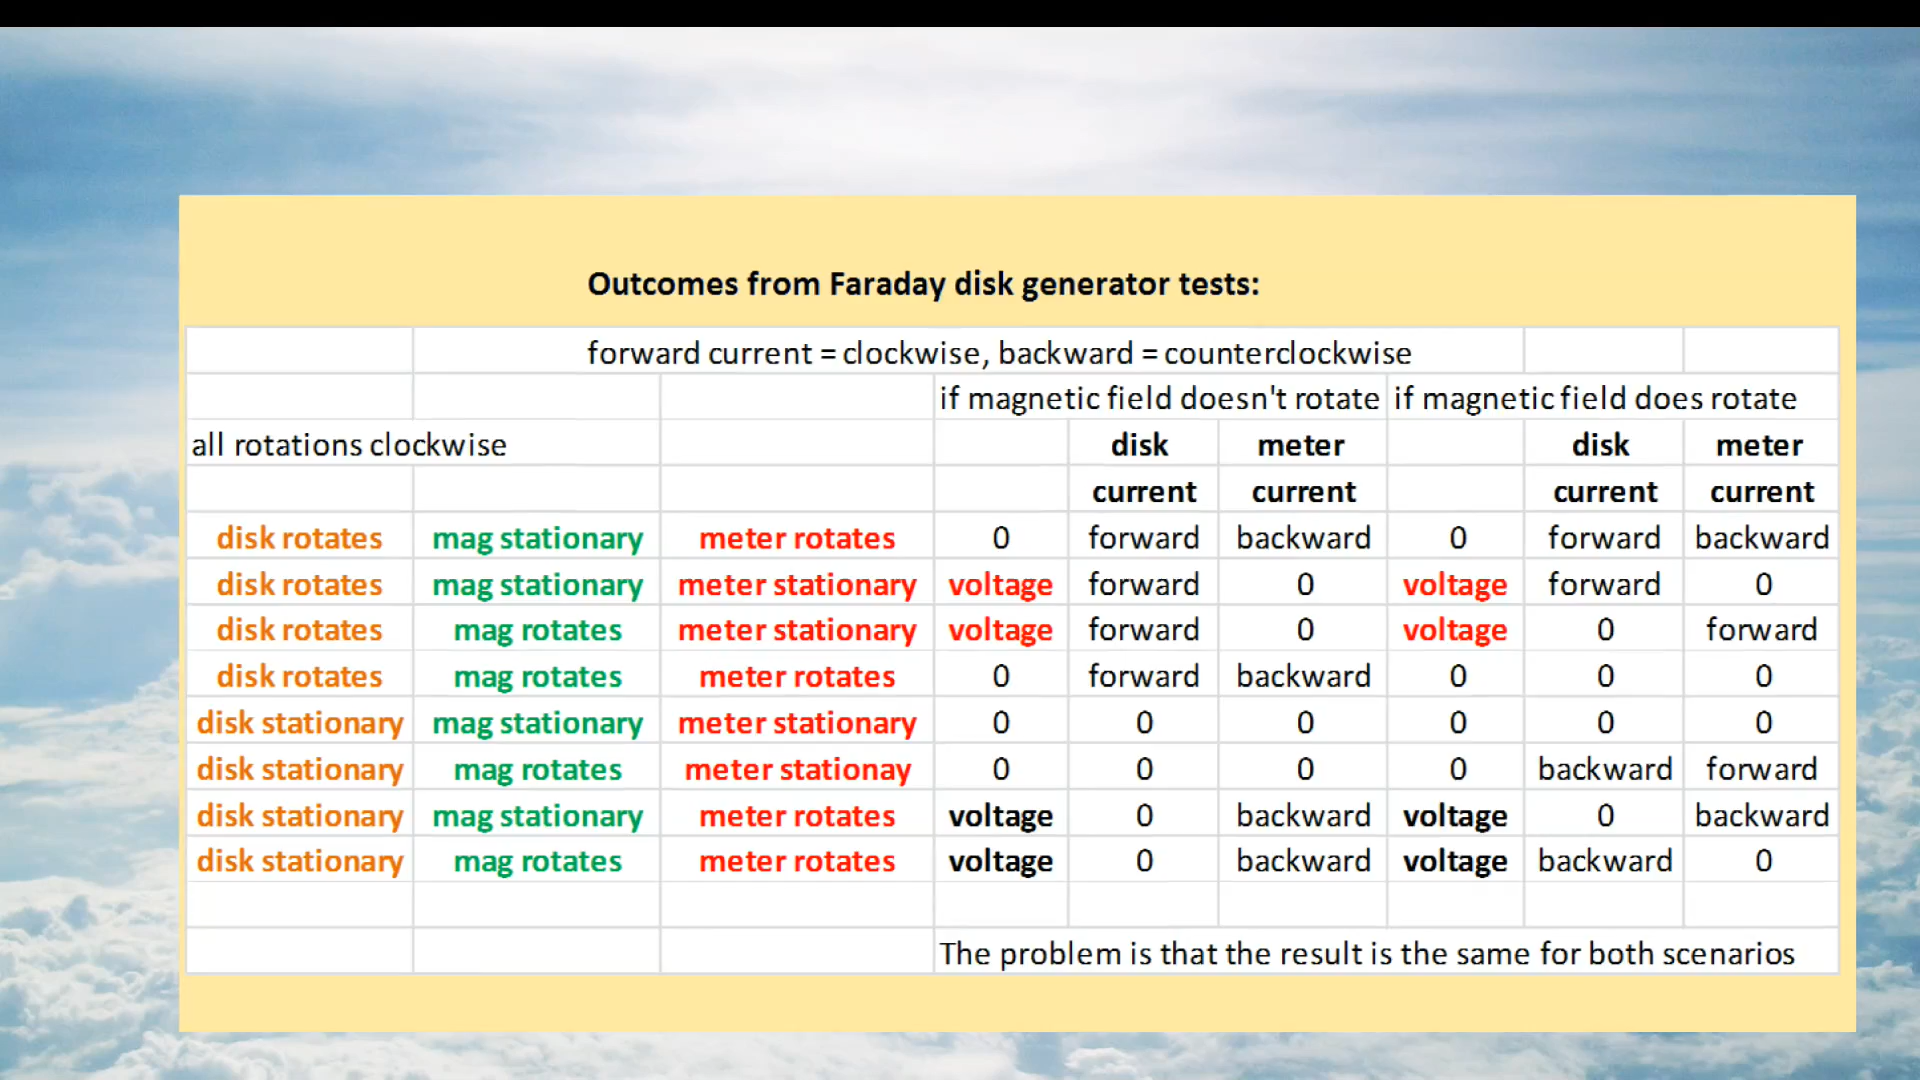 Outcomes from Faraday disk generator tests:
forward current = clockwise, backward = counterclockwise
if magnetic field doesn't rotate if magnetic field does rotate
all rotations clockwise disk meter disk meter
current current current current
disk rotates mag stationary meter rotates 0 forward backward 0 forward backward
disk rotates mag stationary meter stationary voltage forward 0 voltage forward 0
disk rotates mag rotates meter stationary voltage forward 0 voltage 0 forward
disk rotates mag rotates meter rotates 0 forward backward 0 0 0
disk stationary mag stationary meter stationary 0 0 0 0 0 0
disk stationary mag rotates meter stationay 0 0 0 0 backward forward
disk stationary mag stationary meter rotates voltage 0 backward voltage 0 backward
disk stationary mag rotates meter rotates voltage 0 backward voltage backward 0
The problem is that the result is the same for both scenarios